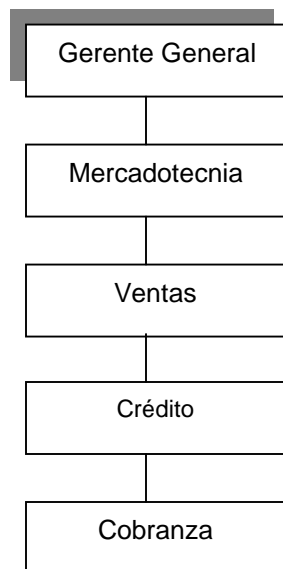 Gerente General
Mercadotecnia
Ventas
Crédito
Cobranza